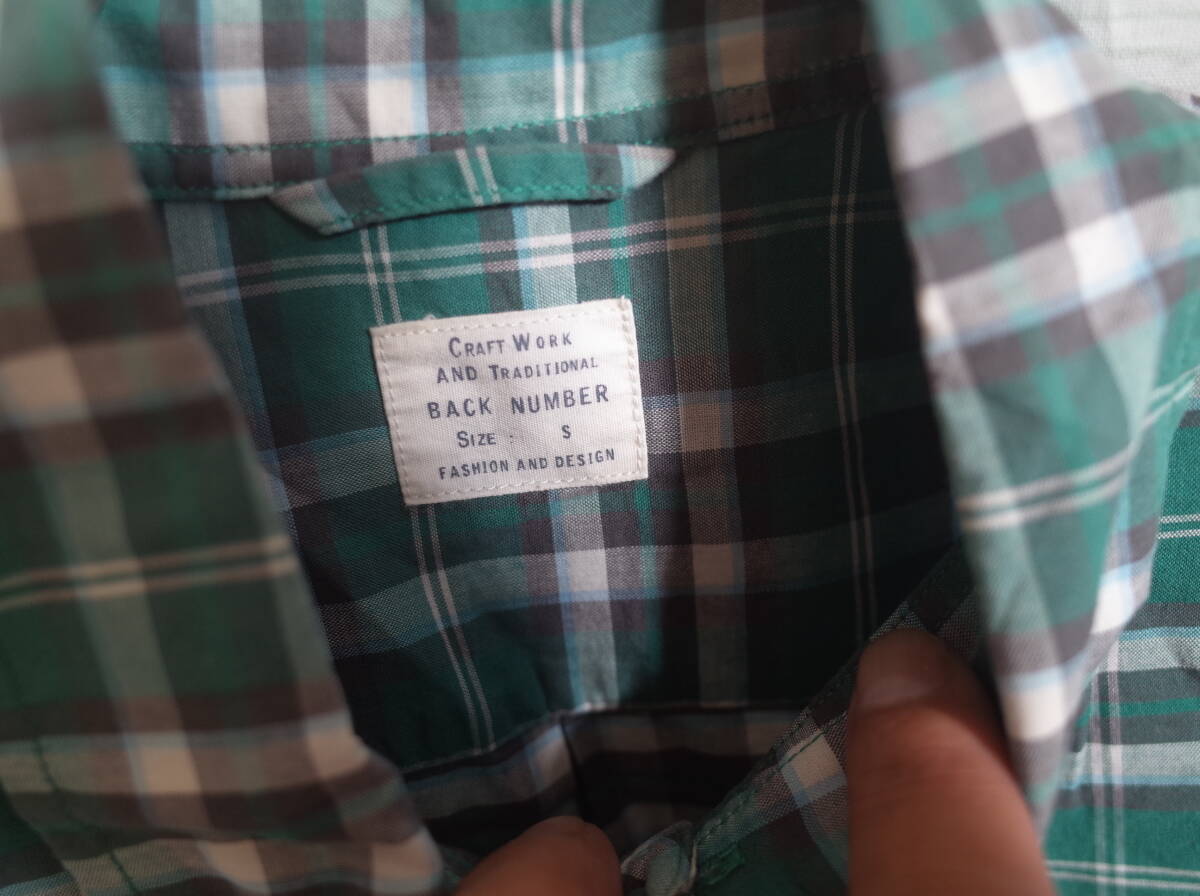 CRAFT WORK
AND TRADITIONAL
BACK NUMBER
SIZE : S
FASHION AND DESIGN